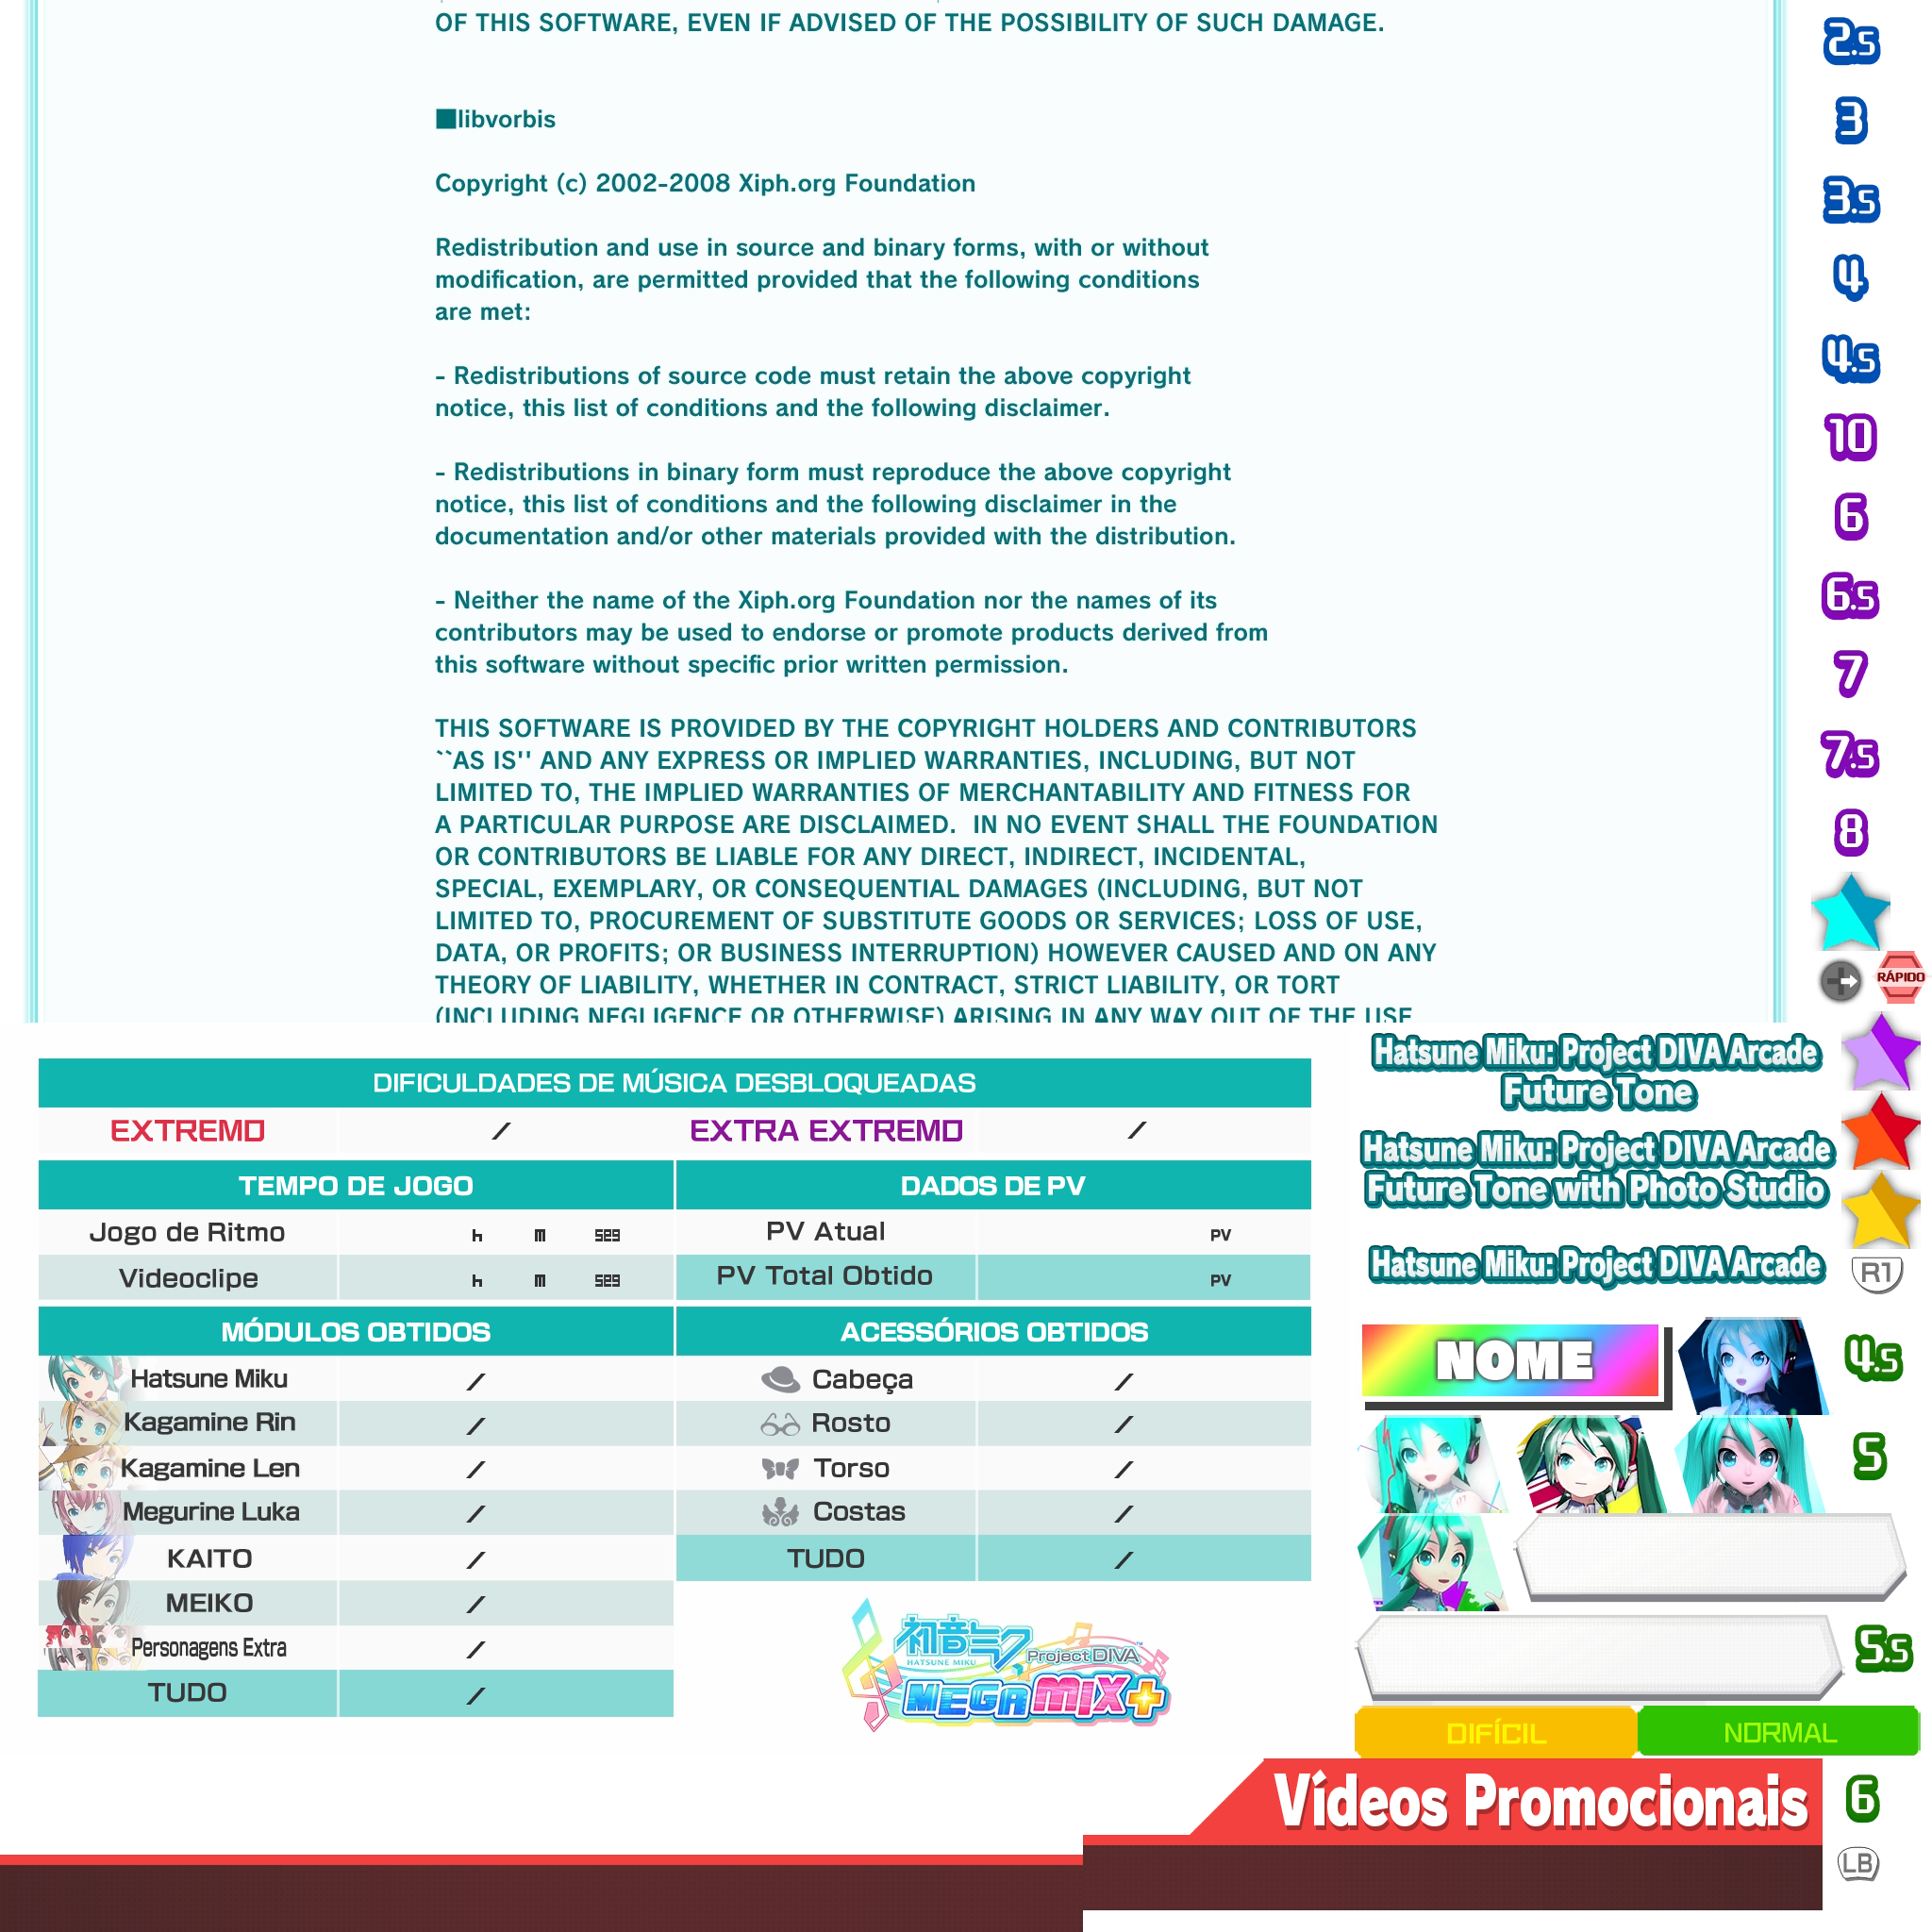 OF THIS SOFTWARE, EVEN IF ADVISED OF THE POSSIBILITY OF SUCH DAMAGE.
■libvorbis
Copyright (c) 2002-2008 Xiph.org Foundation
Redistribution and use in source and binary forms, with or without
modification, are permitted provided that the following conditions
are met:
- Redistributions of source code must retain the above copyright
notice, this list of conditions and the following disclaimer.
- Redistributions in binary form must reproduce the above copyright
notice, this list of conditions and the following disclaimer in the
documentation and/or other materials provided with the distribution.
- Neither the name of the Xiph.org Foundation nor the names of its
contributors may be used to endorse or promote products derived from
this software without specific prior written permission.
THIS SOFTWARE IS PROVIDED BY THE COPYRIGHT HOLDERS AND CONTRIBUTORS
``AS IS'' AND ANY EXPRESS OR IMPLIED WARRANTIES, INCLUDING, BUT NOT
LIMITED TO, THE IMPLIED WARRANTIES OF MERCHANTABILITY AND FITNESS FOR
A PARTICULAR PURPOSE ARE DISCLAIMED.  IN NO EVENT SHALL THE FOUNDATION
OR CONTRIBUTORS BE LIABLE FOR ANY DIRECT, INDIRECT, INCIDENTAL,
SPECIAL, EXEMPLARY, OR CONSEQUENTIAL DAMAGES (INCLUDING, BUT NOT
LIMITED TO, PROCUREMENT OF SUBSTITUTE GOODS OR SERVICES; LOSS OF USE,
DATA, OR PROFITS; OR BUSINESS INTERRUPTION) HOWEVER CAUSED AND ON ANY
THEORY OF LIABILITY, WHETHER IN CONTRACT, STRICT LIABILITY, OR TORT
(INCLUDING NEGLIGENCE OR OTHERWISE) ARISING IN ANY WAY OUT OF THE USE
2.5
3
3.5
4
4.5
10
6
6.5
7
7.5
8
RÁPIDO
DIFICULDADES DE MÚSICA DESBLOQUEADAS
EXTREMO / EXTRA EXTREMO /
TEMPO DE JOGO DADOS DE PV
Jogo de Ritmo h m seg PV Atual PV
Videoclipe h m seg PV Total Obtido PV
MÓDULOS OBTIDOS ACESSÓRIOS OBTIDOS
Hatsune Miku / Cabeça /
Kagamine Rin / Rosto /
Kagamine Len / Torso /
Megurine Luka / Costas /
KAITO / TUDO /
MEIKO /
Personagens Extra /
TUDO /
初音ミク
HATSUNE MIKU
Project DIVA
MEGAMIX+
Hatsune Miku: Project DIVA Arcade
Future Tone
Hatsune Miku: Project DIVA Arcade
Future Tone with Photo Studio
Hatsune Miku: Project DIVA Arcade
R1
NOME
4.5
5
5.5
DIFÍCIL NORMAL
Vídeos Promocionais
6
LB